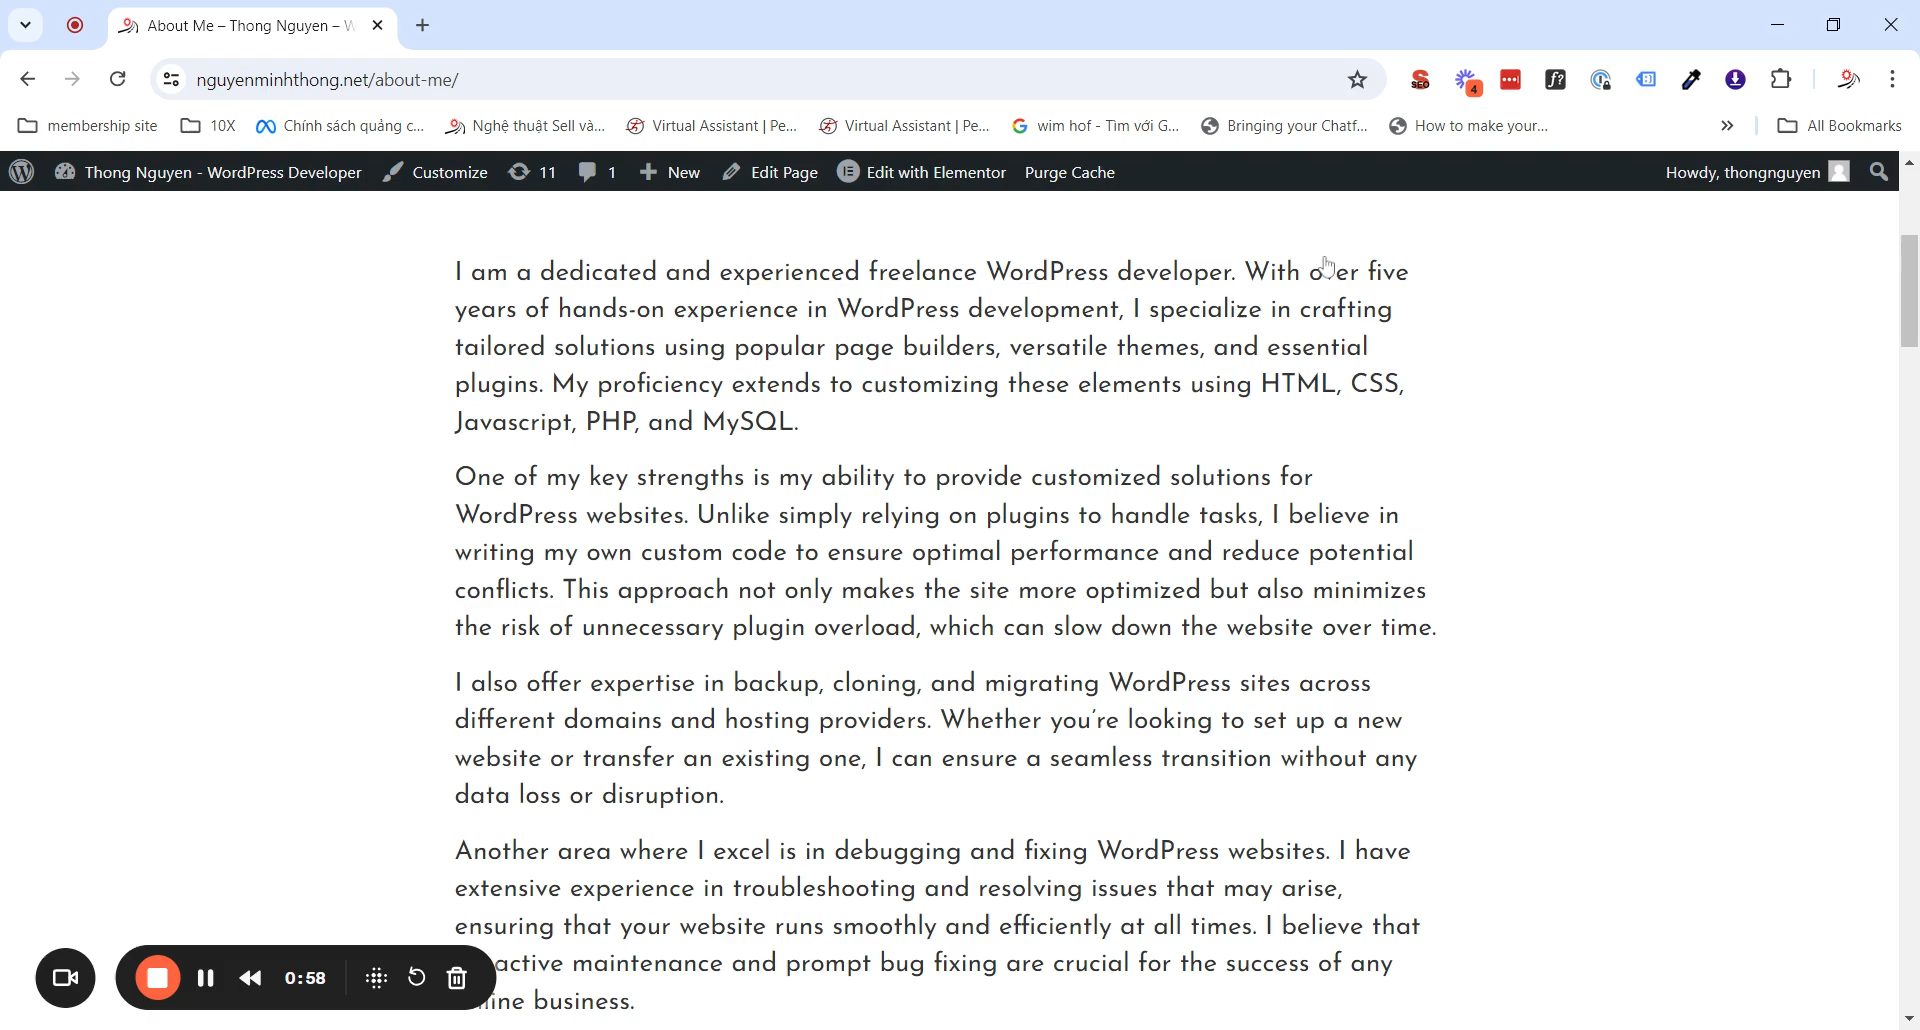 About Me – Thong Nguyen – W
nguyenminhthong.net/about-me/
SEO
4
f?
membership site
10X
Chính sách quảng c...
Nghệ thuật Sell và...
Virtual Assistant | Pe...
Virtual Assistant | Pe...
wim hof - Tìm với G...
Bringing your Chatf...
How to make your...
All Bookmarks
Thong Nguyen - WordPress Developer
Customize
11
1
New
Edit Page
Edit with Elementor
Purge Cache
Howdy, thongnguyen
I am a dedicated and experienced freelance WordPress developer. With over five
years of hands-on experience in WordPress development, I specialize in crafting
tailored solutions using popular page builders, versatile themes, and essential
plugins. My proficiency extends to customizing these elements using HTML, CSS,
Javascript, PHP, and MySQL.
One of my key strengths is my ability to provide customized solutions for
WordPress websites. Unlike simply relying on plugins to handle tasks, I believe in
writing my own custom code to ensure optimal performance and reduce potential
conflicts. This approach not only makes the site more optimized but also minimizes
the risk of unnecessary plugin overload, which can slow down the website over time.
I also offer expertise in backup, cloning, and migrating WordPress sites across
different domains and hosting providers. Whether you’re looking to set up a new
website or transfer an existing one, I can ensure a seamless transition without any
data loss or disruption.
Another area where I excel is in debugging and fixing WordPress websites. I have
extensive experience in troubleshooting and resolving issues that may arise,
ensuring that your website runs smoothly and efficiently at all times. I believe that
active maintenance and prompt bug fixing are crucial for the success of any
ine business.
0:58